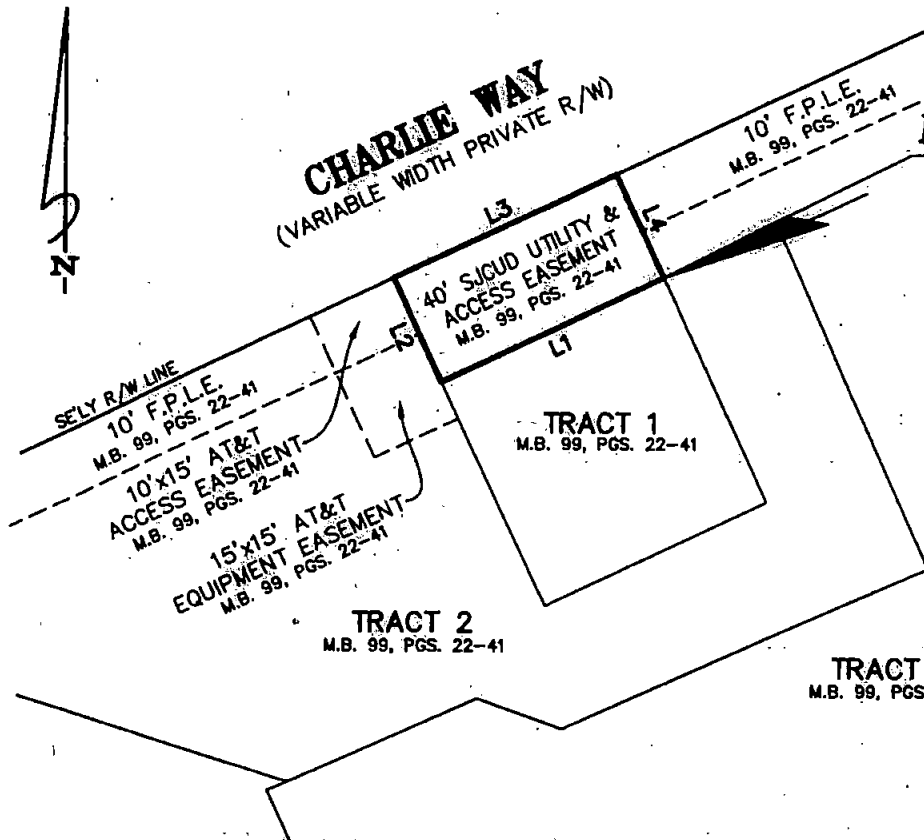 N
CHARLIE WAY
(VARIABLE WIDTH PRIVATE R/W)
10' F.P.L.E.
M.B. 99, PGS. 22-41
L3
L4
40' SJCUD UTILITY &
ACCESS EASEMENT
M.B. 99, PGS. 22-41
L2
L1
SE'LY R/W LINE
10' F.P.L.E.
M.B. 99, PGS. 22-41
10'x15' AT&T
ACCESS EASEMENT
M.B. 99, PGS. 22-41
15'x15' AT&T
EQUIPMENT EASEMENT
M.B. 99, PGS. 22-41
TRACT 1
M.B. 99, PGS. 22-41
TRACT 2
M.B. 99, PGS. 22-41
TRACT
M.B. 99, PGS